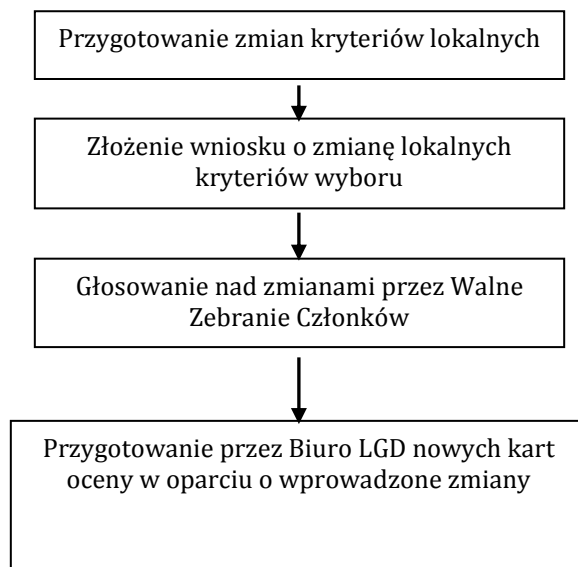 Przygotowanie zmian kryteriów lokalnych
Złożenie wniosku o zmianę lokalnych
kryteriów wyboru
Głosowanie nad zmianami przez Walne
Zebranie Członków
Przygotowanie przez Biuro LGD nowych kart
oceny w oparciu o wprowadzone zmiany